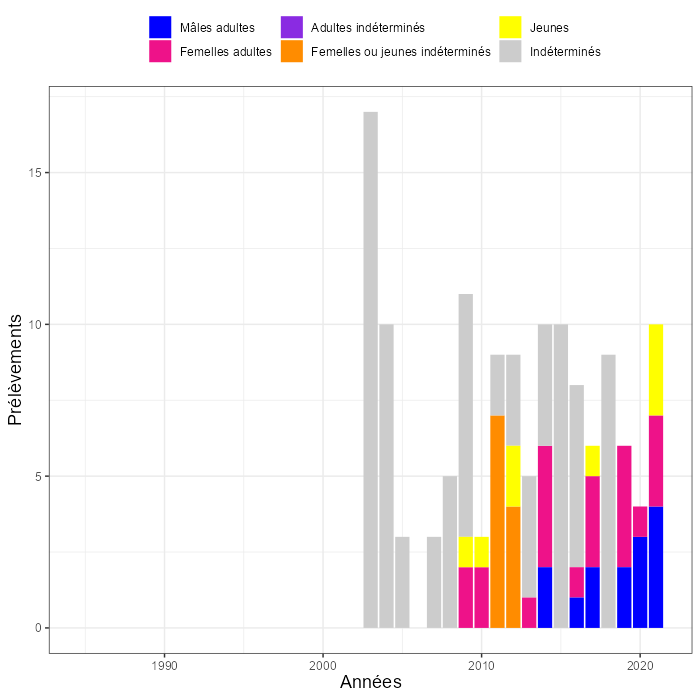 Mâles adultes Adultes indéterminés Jeunes
Femelles adultes Femelles ou jeunes indéterminés Indéterminés
15
10
5
0
Prélèvements
1990 2000 2010 2020
Années